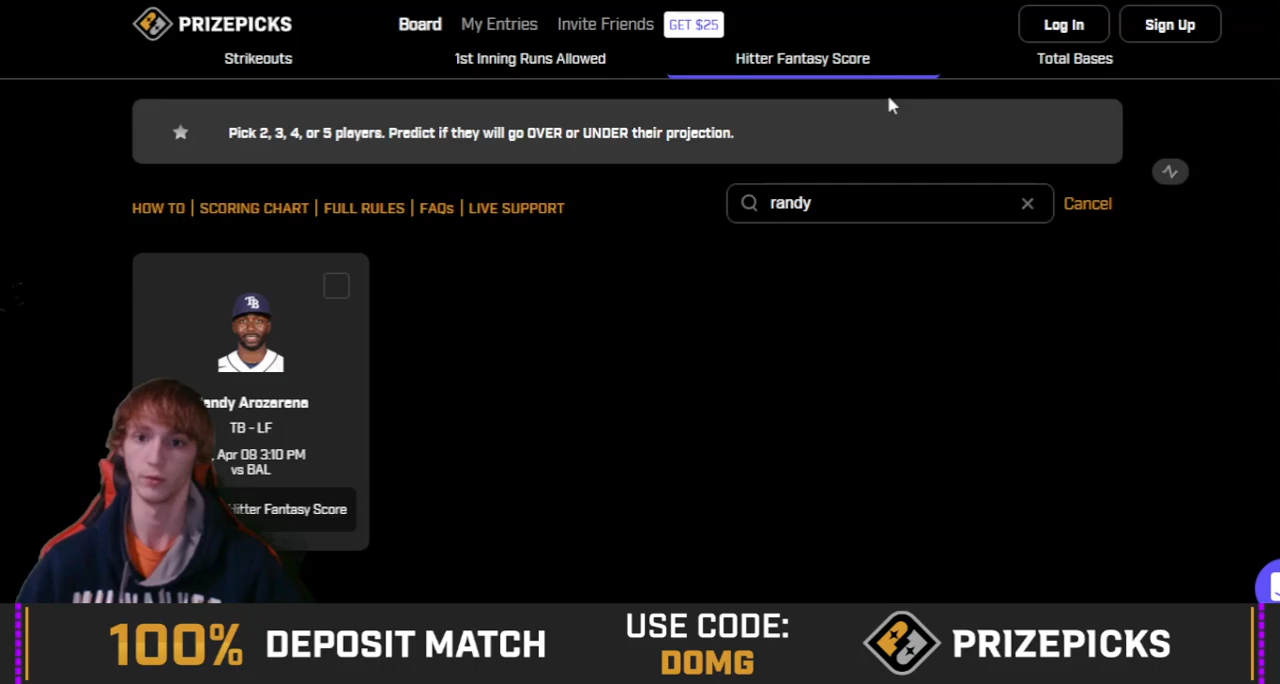 PRIZEPICKS
Board My Entries Invite Friends GET $25
Log In Sign Up
Strikeouts 1st Inning Runs Allowed Hitter Fantasy Score Total Bases
Pick 2, 3, 4, or 5 players. Predict if they will go OVER or UNDER their projection.
HOW TO | SCORING CHART | FULL RULES | FAQs | LIVE SUPPORT
randy Cancel
TB
andy Arozarena
TB - LF
, Apr 08 3:10 PM
vs BAL
Hitter Fantasy Score
100% DEPOSIT MATCH
USE CODE:
DOMG
PRIZEPICKS